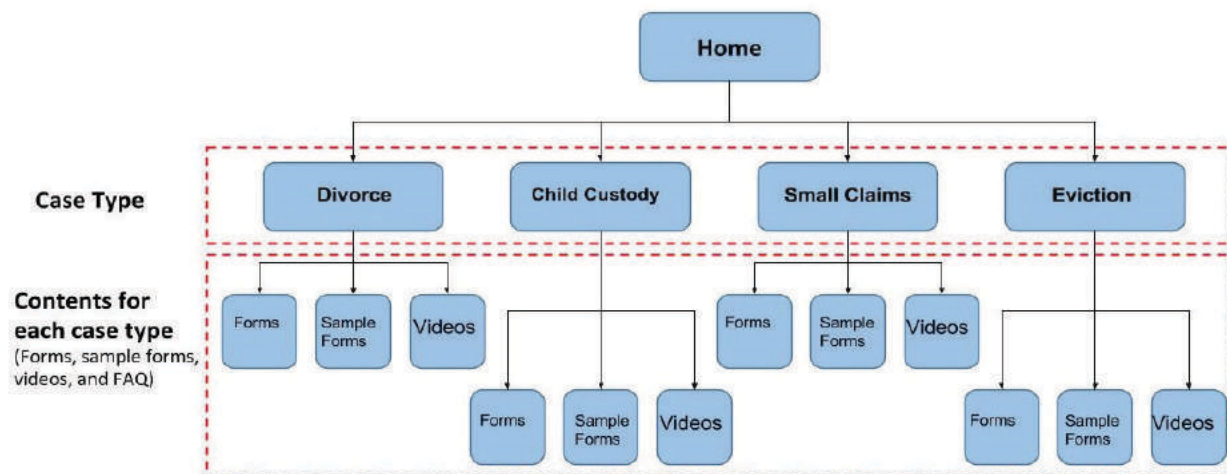 Home
Case Type
Divorce
Child Custody
Small Claims
Eviction
Contents for
each case type
(Forms, sample forms,
videos, and FAQ)
Forms
Sample
Forms
Videos
Forms
Sample
Forms
Videos
Forms
Sample
Forms
Videos
Forms
Sample
Forms
Videos